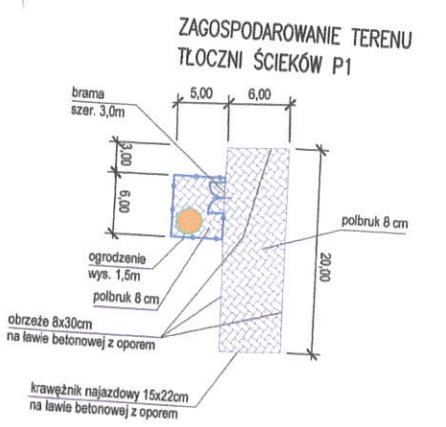 ZAGOSPODAROWANIE TERENU
TŁOCZNI ŚCIEKÓW P1
brama
szer. 3,0m
5,00
6,00
3,00
6,00
polbruk 8 cm
20,00
ogrodzenie
wys. 1,5m
polbruk 8 cm
obrzeże 8x30cm
na ławie betonowej z oporem
krawężnik najazdowy 15x22cm
na ławie betonowej z oporem